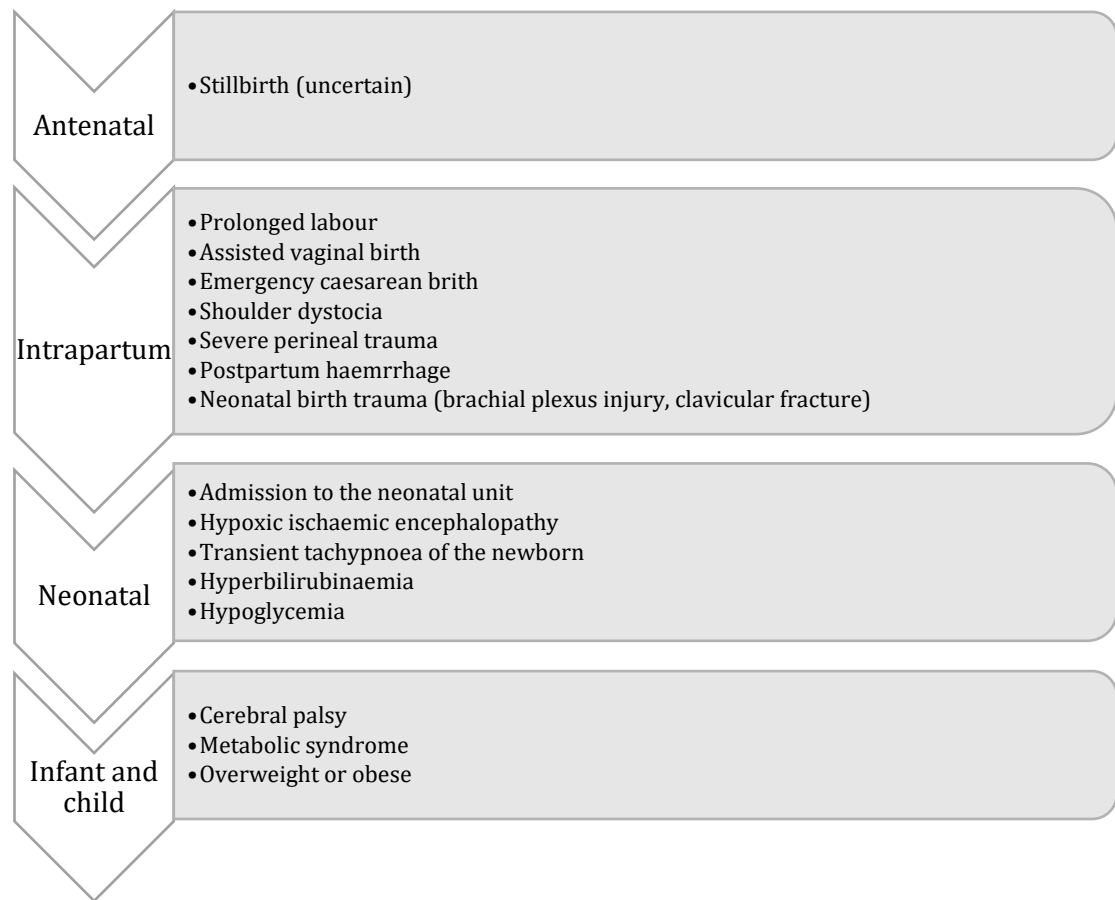 Antenatal
•Stillbirth (uncertain)
Intrapartum
•Prolonged labour
•Assisted vaginal birth
•Emergency caesarean brith
•Shoulder dystocia
•Severe perineal trauma
•Postpartum haemrrhage
•Neonatal birth trauma (brachial plexus injury, clavicular fracture)
Neonatal
•Admission to the neonatal unit
•Hypoxic ischaemic encephalopathy
•Transient tachypnoea of the newborn
•Hyperbilirubinaemia
•Hypoglycemia
Infant and
child
•Cerebral palsy
•Metabolic syndrome
•Overweight or obese